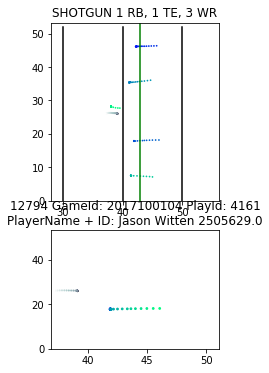 SHOTGUN 1 RB, 1 TE, 3 WR
50
40
30
20
10
0
30 40 50
12794 GameId: 2017100104 PlayId: 4161
PlayerName + ID: Jason Witten 2505629.0
40
20
0
40 45 50